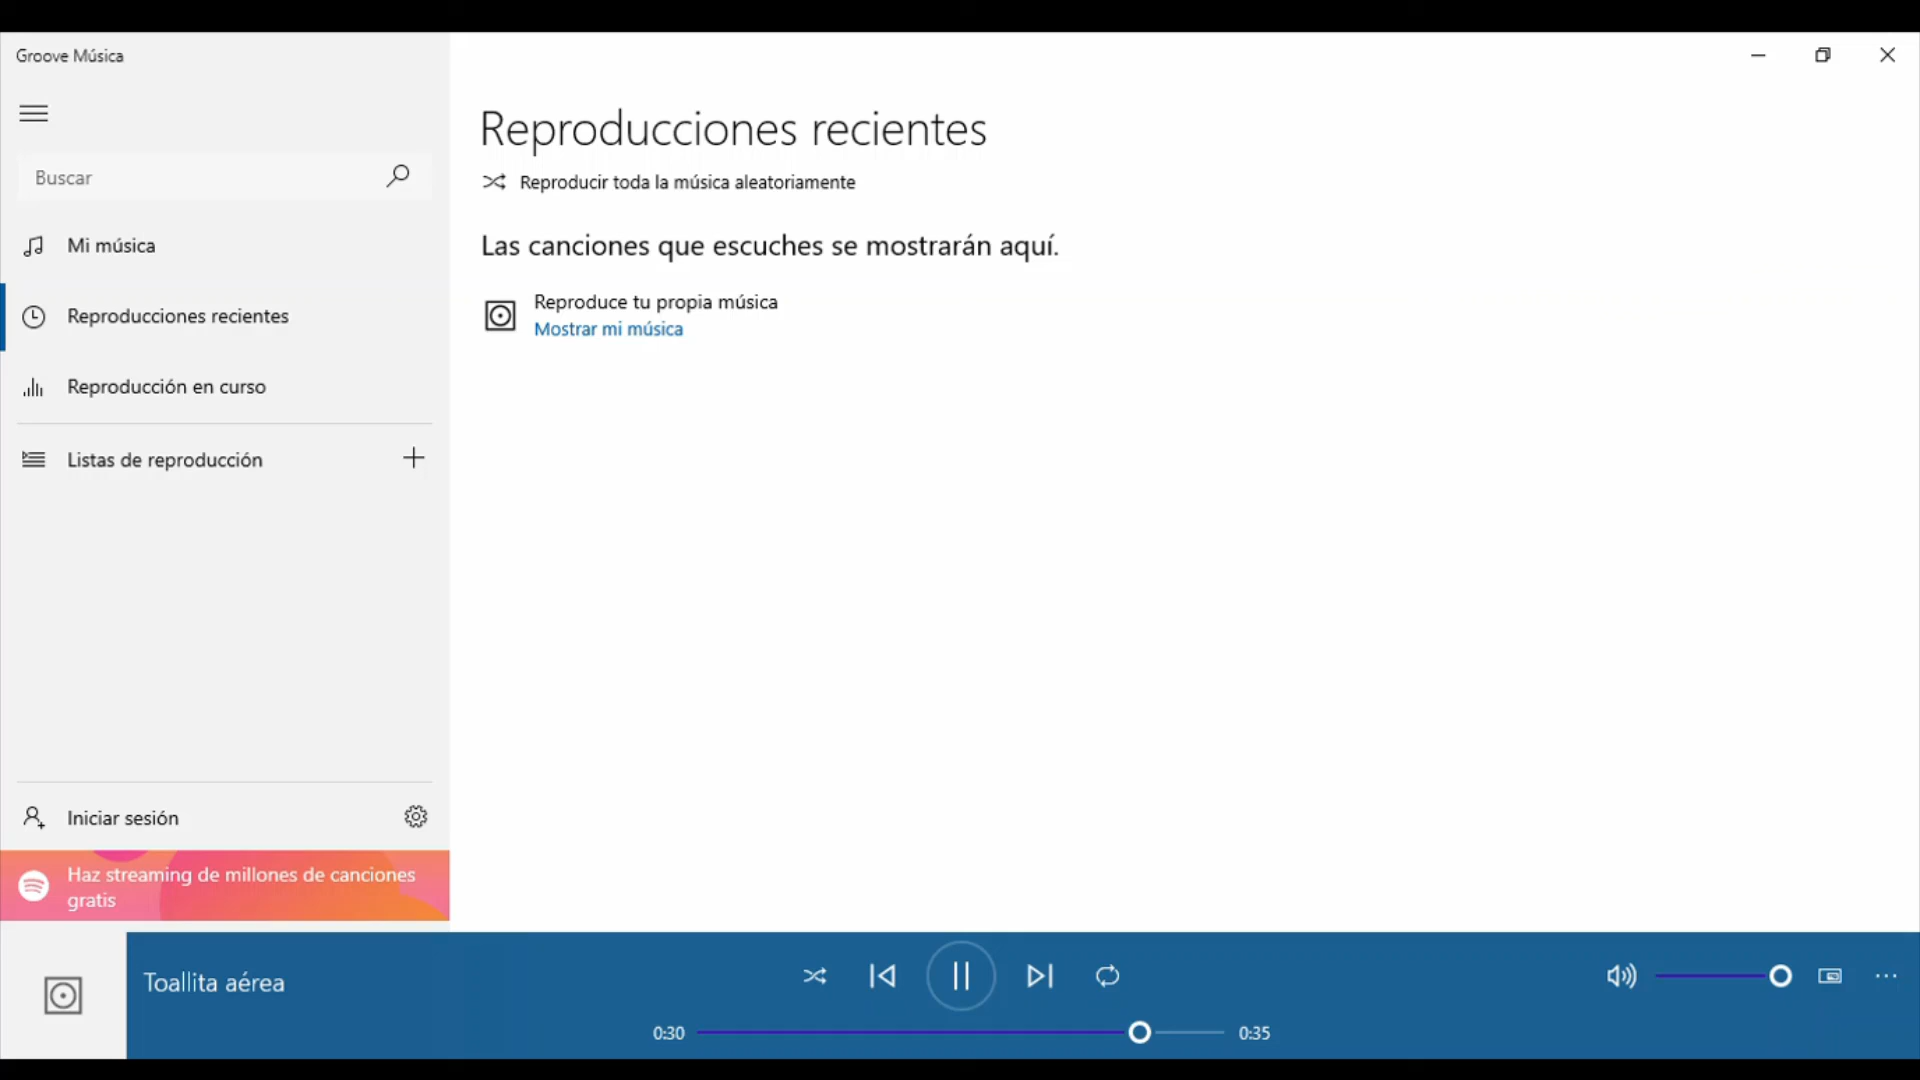 Groove Música
Buscar
Mi música
Reproducciones recientes
Reproducción en curso
Listas de reproducción
Iniciar sesión
Haz streaming de millones de canciones
gratis
Reproducciones recientes
Reproducir toda la música aleatoriamente
Las canciones que escuches se mostrarán aquí.
Reproduce tu propia música
Mostrar mi música
Toallita aérea
0:30
0:35